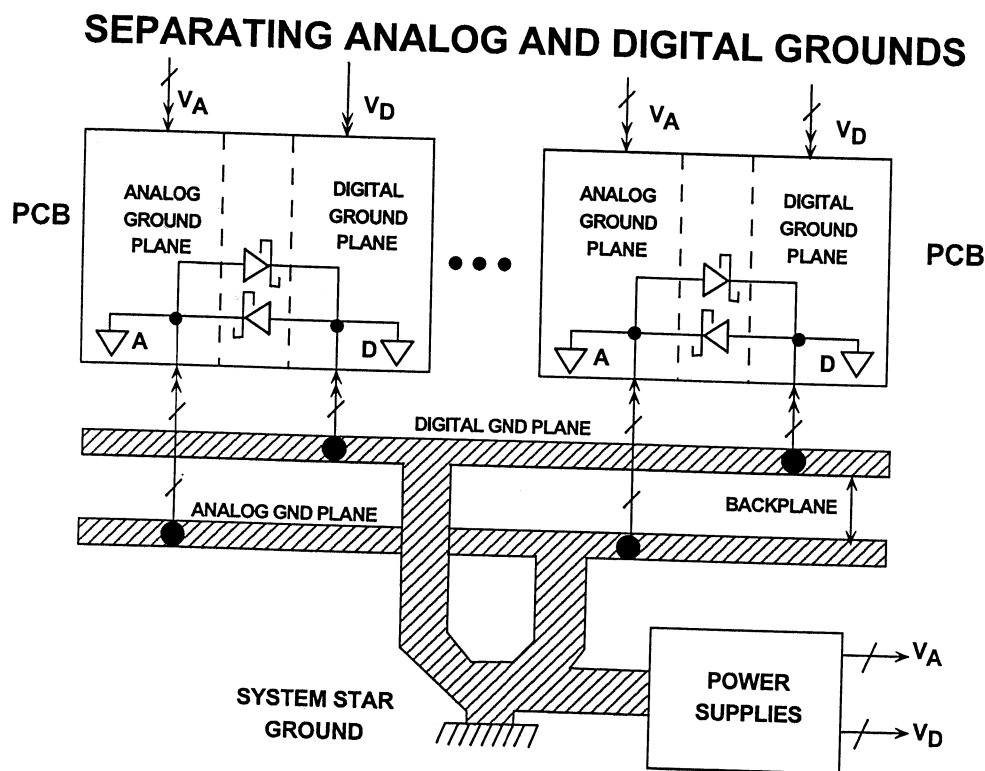 SEPARATING ANALOG AND DIGITAL GROUNDS
VA
VD
VA
VD
PCB
ANALOG
GROUND
PLANE
DIGITAL
GROUND
PLANE
ANALOG
GROUND
PLANE
DIGITAL
GROUND
PLANE
PCB
A
D
A
D
DIGITAL GND PLANE
ANALOG GND PLANE
BACKPLANE
SYSTEM STAR
GROUND
POWER
SUPPLIES
VA
VD